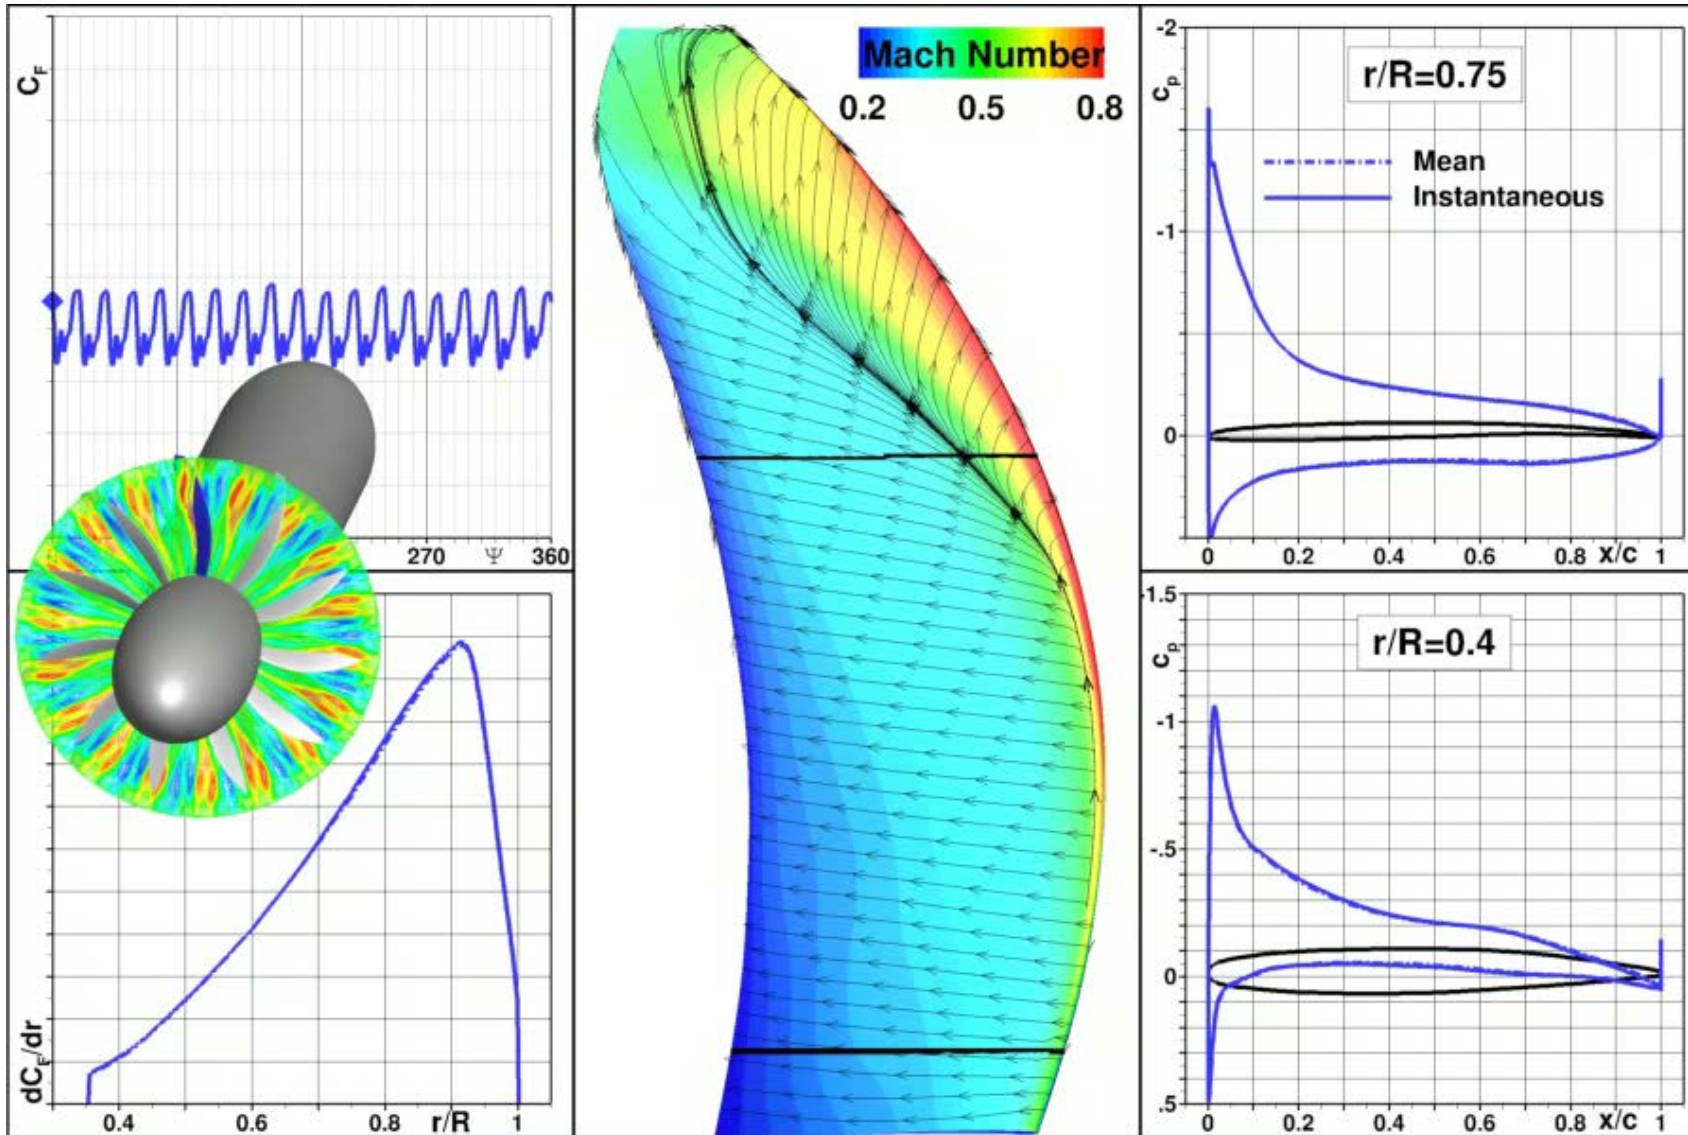 C_F
270 Ψ 360
dC_F/dr
0.4 0.6 0.8 r/R 1
Mach Number
0.2 0.5 0.8
-2
r/R=0.75
c_p
Mean
Instantaneous
-1
0
0 0.2 0.4 0.6 0.8 x/c 1
-1.5
r/R=0.4
c_p
-1
-.5
0
.5
0 0.2 0.4 0.6 0.8 x/c 1